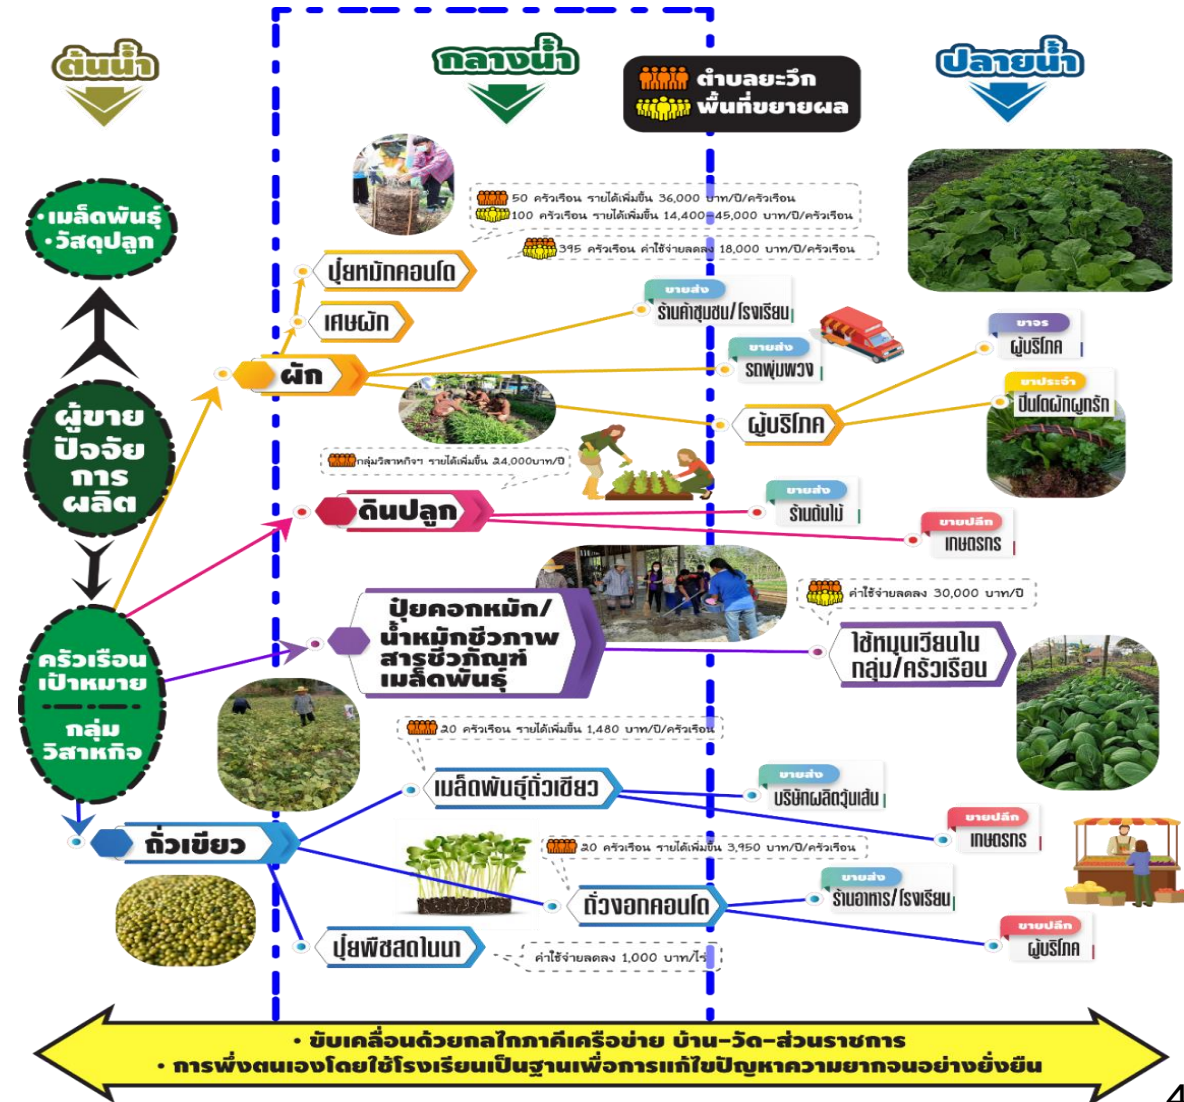 ต้นน้ำ
กลางน้ำ
ปลายน้ำ
ตำบลยะวึก
พื้นที่ขยายผล
• เมล็ดพันธุ์
• วัสดุปลูก
50 ครัวเรือน รายได้เพิ่มขึ้น 36,000 บาท/ปี/ครัวเรือน
100 ครัวเรือน รายได้เพิ่มขึ้น 14,400-45,000 บาท/ปี/ครัวเรือน
395 ครัวเรือน ค่าใช้จ่ายลดลง 18,000 บาท/ปี/ครัวเรือน
ปุ๋ยหมักคอนโด
เศษผัก
ผัก
ขายส่ง
ร้านค้าชุมชน/โรงเรียน
ขายส่ง
รถพุ่มพวง
ขาจร
ผู้บริโภค
ผู้บริโภค
ขาประจำ
ปิ่นโตผักผูกรัก
ผู้ขาย
ปัจจัย
การ
ผลิต
กลุ่มวิสาหกิจฯ รายได้เพิ่มขึ้น 24,000บาท/ปี
ดินปลูก
ขายส่ง
ร้านต้นไม้
ขายปลีก
เกษตรกร
ปุ๋ยคอกหมัก/
น้ำหมักชีวภาพ
สารชีวภัณฑ์
เมล็ดพันธุ์
ค่าใช้จ่ายลดลง 30,000 บาท/ปี
ใช้หมุนเวียนใน
กลุ่ม/ครัวเรือน
ครัวเรือน
เป้าหมาย
กลุ่ม
วิสาหกิจ
20 ครัวเรือน รายได้เพิ่มขึ้น 1,480 บาท/ปี/ครัวเรือน
เมล็ดพันธุ์ถั่วเขียว
ขายส่ง
บริษัทผลิตวุ้นเส้น
ขายปลีก
เกษตรกร
ถั่วเขียว
20 ครัวเรือน รายได้เพิ่มขึ้น 3,950 บาท/ปี/ครัวเรือน
ถั่วงอกคอนโด
ขายส่ง
ร้านอาหาร/โรงเรียน
ขายปลีก
ผู้บริโภค
ปุ๋ยพืชสดในนา
ค่าใช้จ่ายลดลง 1,000 บาท/ไร่
• ขับเคลื่อนด้วยกลไกภาคีเครือข่าย บ้าน-วัด-ส่วนราชการ
• การพึ่งตนเองโดยใช้โรงเรียนเป็นฐานเพื่อการแก้ไขปัญหาความยากจนอย่างยั่งยืน
4